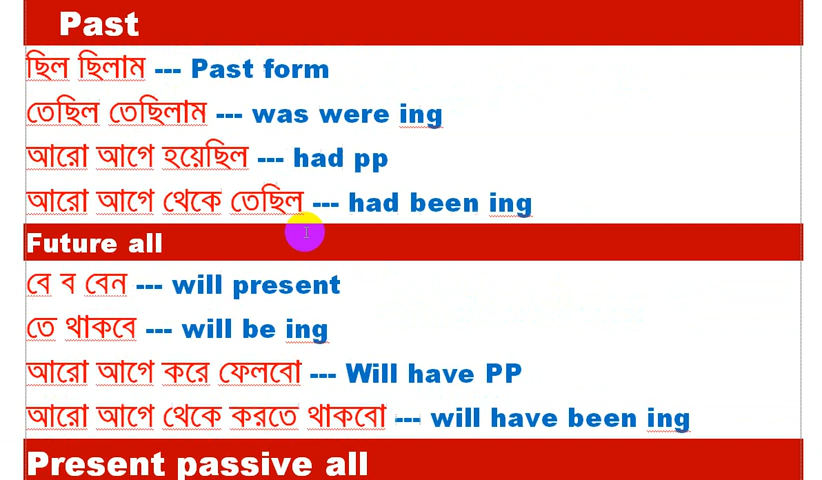 Past
ছিল ছিলাম --- Past form
তেছিল তেছিলাম --- was were ing
আরো আগে হয়েছিল --- had pp
আরো আগে থেকে তেছিল --- had been ing
Future all
বে ব বেন --- will present
তে থাকবে --- will be ing
আরো আগে করে ফেলবো --- Will have PP
আরো আগে থেকে করতে থাকবো --- will have been ing
Present passive all